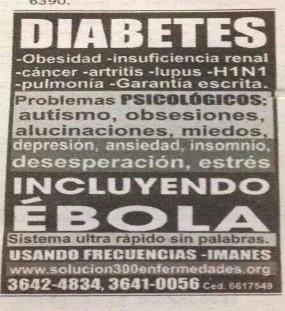 6390.
DIABETES
-Obesidad -insuficiencia renal
-cáncer -artritis -lupus -H1N1
-pulmonía -Garantía escrita.
Problemas PSICOLÓGICOS:
autismo, obsesiones,
alucinaciones, miedos,
depresión, ansiedad, insomnio,
desesperación, estrés
INCLUYENDO
ÉBOLA
Sistema ultra rápido sin palabras.
USANDO FRECUENCIAS -IMANES
www.solucion300enfermedades.org
3642-4834, 3641-0056 Ced. 6617549